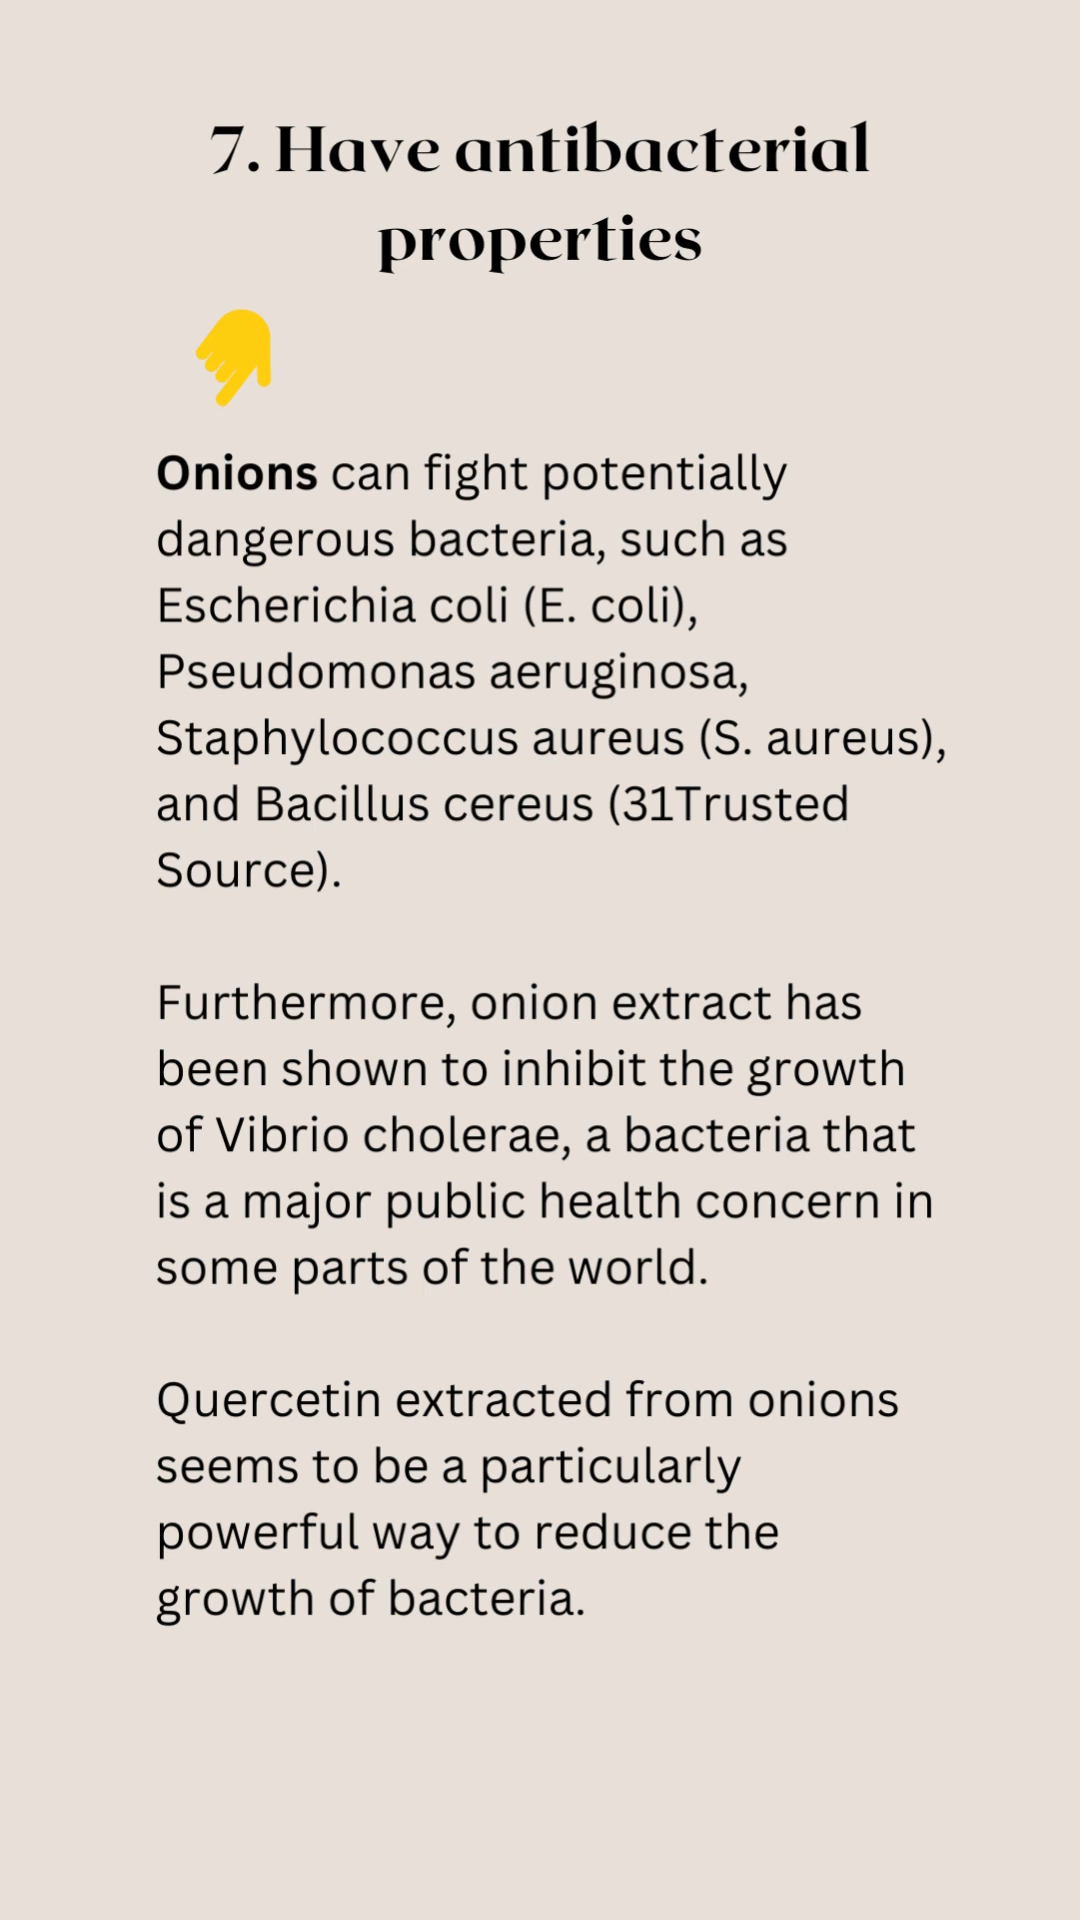 7. Have antibacterial
properties
Onions can fight potentially
dangerous bacteria, such as
Escherichia coli (E. coli),
Pseudomonas aeruginosa,
Staphylococcus aureus (S. aureus),
and Bacillus cereus (31Trusted
Source).
Furthermore, onion extract has
been shown to inhibit the growth
of Vibrio cholerae, a bacteria that
is a major public health concern in
some parts of the world.
Quercetin extracted from onions
seems to be a particularly
powerful way to reduce the
growth of bacteria.